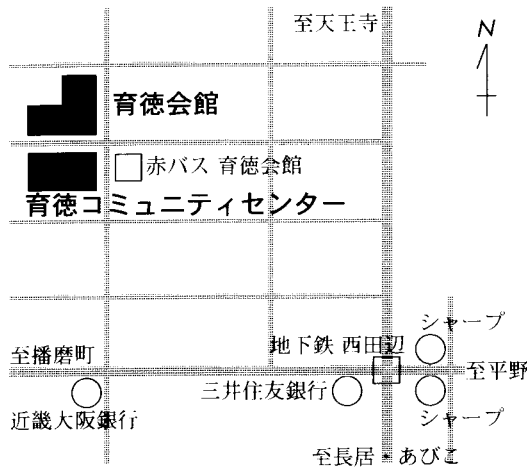 至天王寺
N
育徳会館
赤バス 育徳会館
育徳コミュニティセンター
シャープ
地下鉄 西田辺
至播磨町
至平野
三井住友銀行
近畿大阪銀行
シャープ
至長居・あびこ